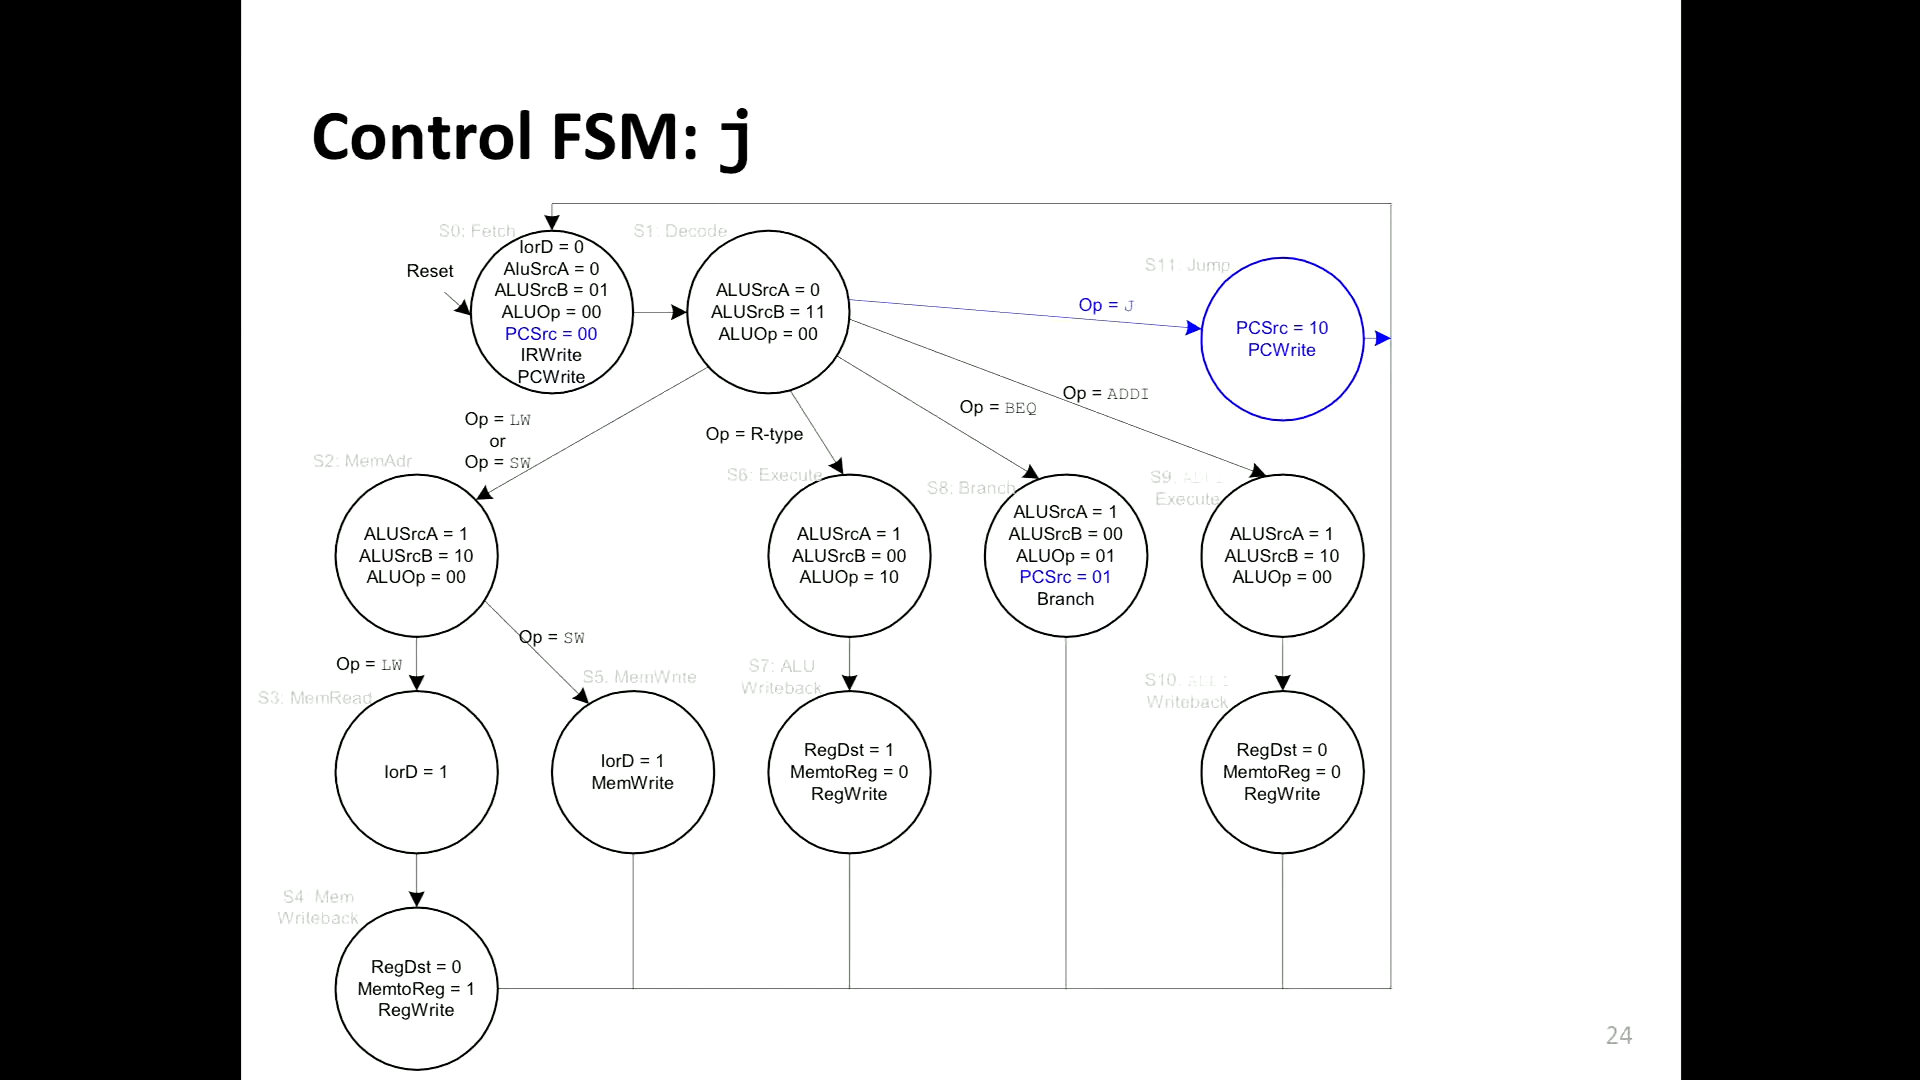 Control FSM: j
S0: Fetch
S1: Decode
S11: Jump
Reset
IorD = 0
AluSrcA = 0
ALUSrcB = 01
ALUOp = 00
PCSrc = 00
IRWrite
PCWrite
ALUSrcA = 0
ALUSrcB = 11
ALUOp = 00
Op = J
PCSrc = 10
PCWrite
Op = LW
or
Op = SW
Op = R-type
Op = BEQ
Op = ADDI
S2: MemAdr
S6: Execute
S8: Branch
S9:
Execute
ALUSrcA = 1
ALUSrcB = 10
ALUOp = 00
ALUSrcA = 1
ALUSrcB = 00
ALUOp = 10
ALUSrcA = 1
ALUSrcB = 00
ALUOp = 01
PCSrc = 01
Branch
ALUSrcA = 1
ALUSrcB = 10
ALUOp = 00
Op = LW
Op = SW
S3: MemRead
S5: MemWrite
S7: ALU
Writeback
S10:
Writeback
IorD = 1
IorD = 1
MemWrite
RegDst = 1
MemtoReg = 0
RegWrite
RegDst = 0
MemtoReg = 0
RegWrite
S4: Mem
Writeback
RegDst = 0
MemtoReg = 1
RegWrite
24